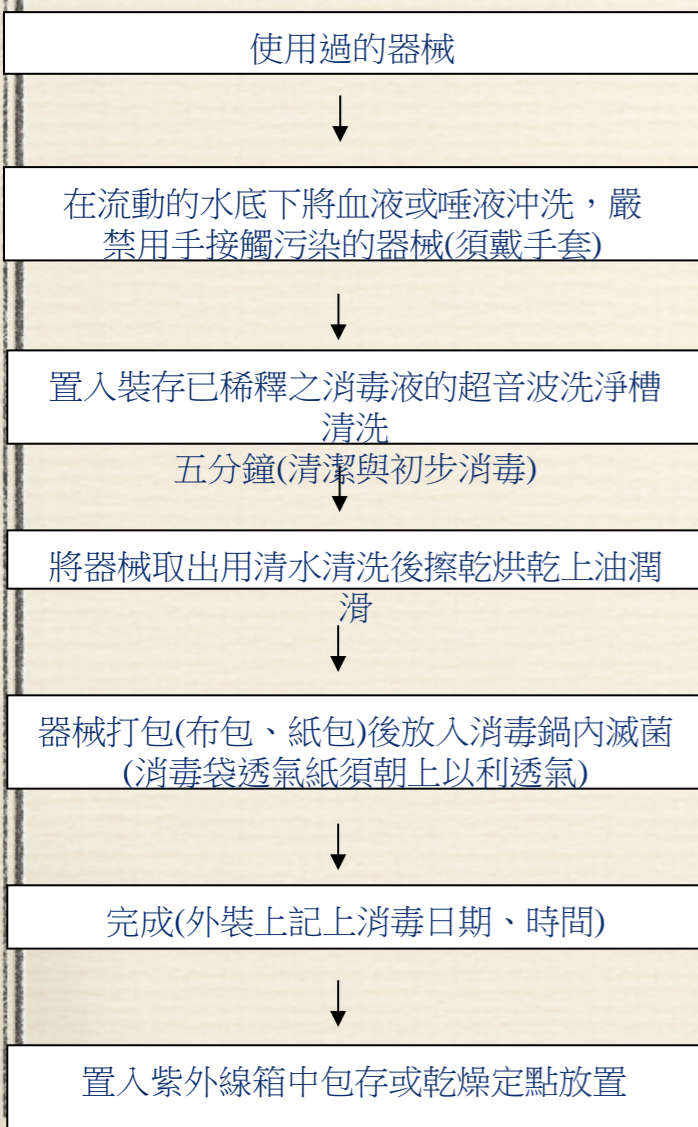 使用過的器械
在流動的水底下將血液或唾液沖洗，嚴
禁用手接觸污染的器械(須戴手套)
置入裝存已稀釋之消毒液的超音波洗淨槽
清洗
五分鐘(清潔與初步消毒)
將器械取出用清水清洗後擦乾烘乾上油潤
滑
器械打包(布包、紙包)後放入消毒鍋內滅菌
(消毒袋透氣紙須朝上以利透氣)
完成(外裝上記上消毒日期、時間)
置入紫外線箱中包存或乾燥定點放置